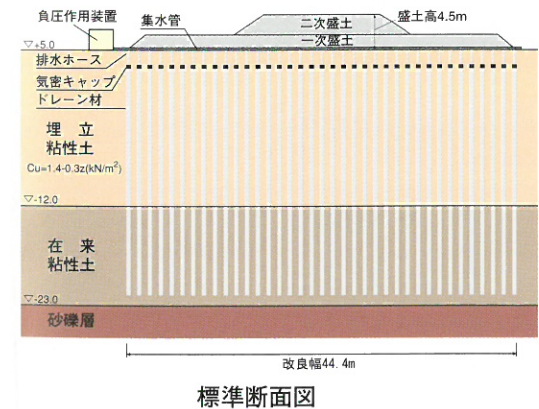 負圧作用装置
集水管
二次盛土
盛土高4.5m
一次盛土
▽+5.0
排水ホース
気密キャップ
ドレーン材
埋 立
粘性土
Cu=1.4-0.3z(kN/m²)
▽-12.0
在 来
粘性土
▽-23.0
砂礫層
改良幅44.4m
標準断面図